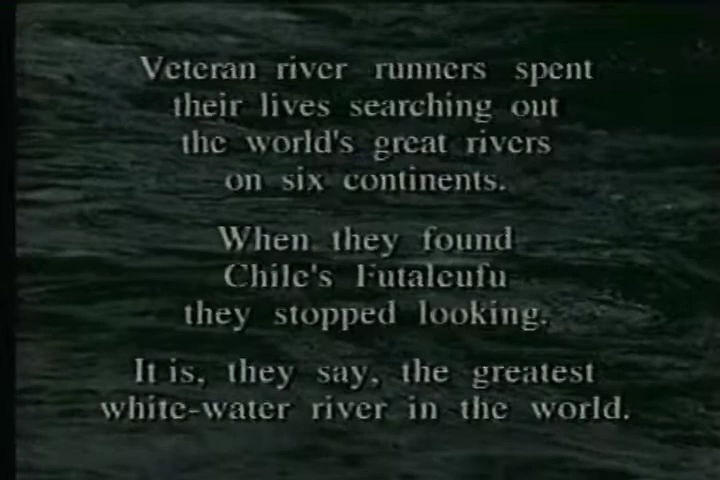 Veteran river runners spent
their lives searching out
the world's great rivers
on six continents.
When they found
Chile's Futaleufu
they stopped looking.
It is, they say, the greatest
white-water river in the world.